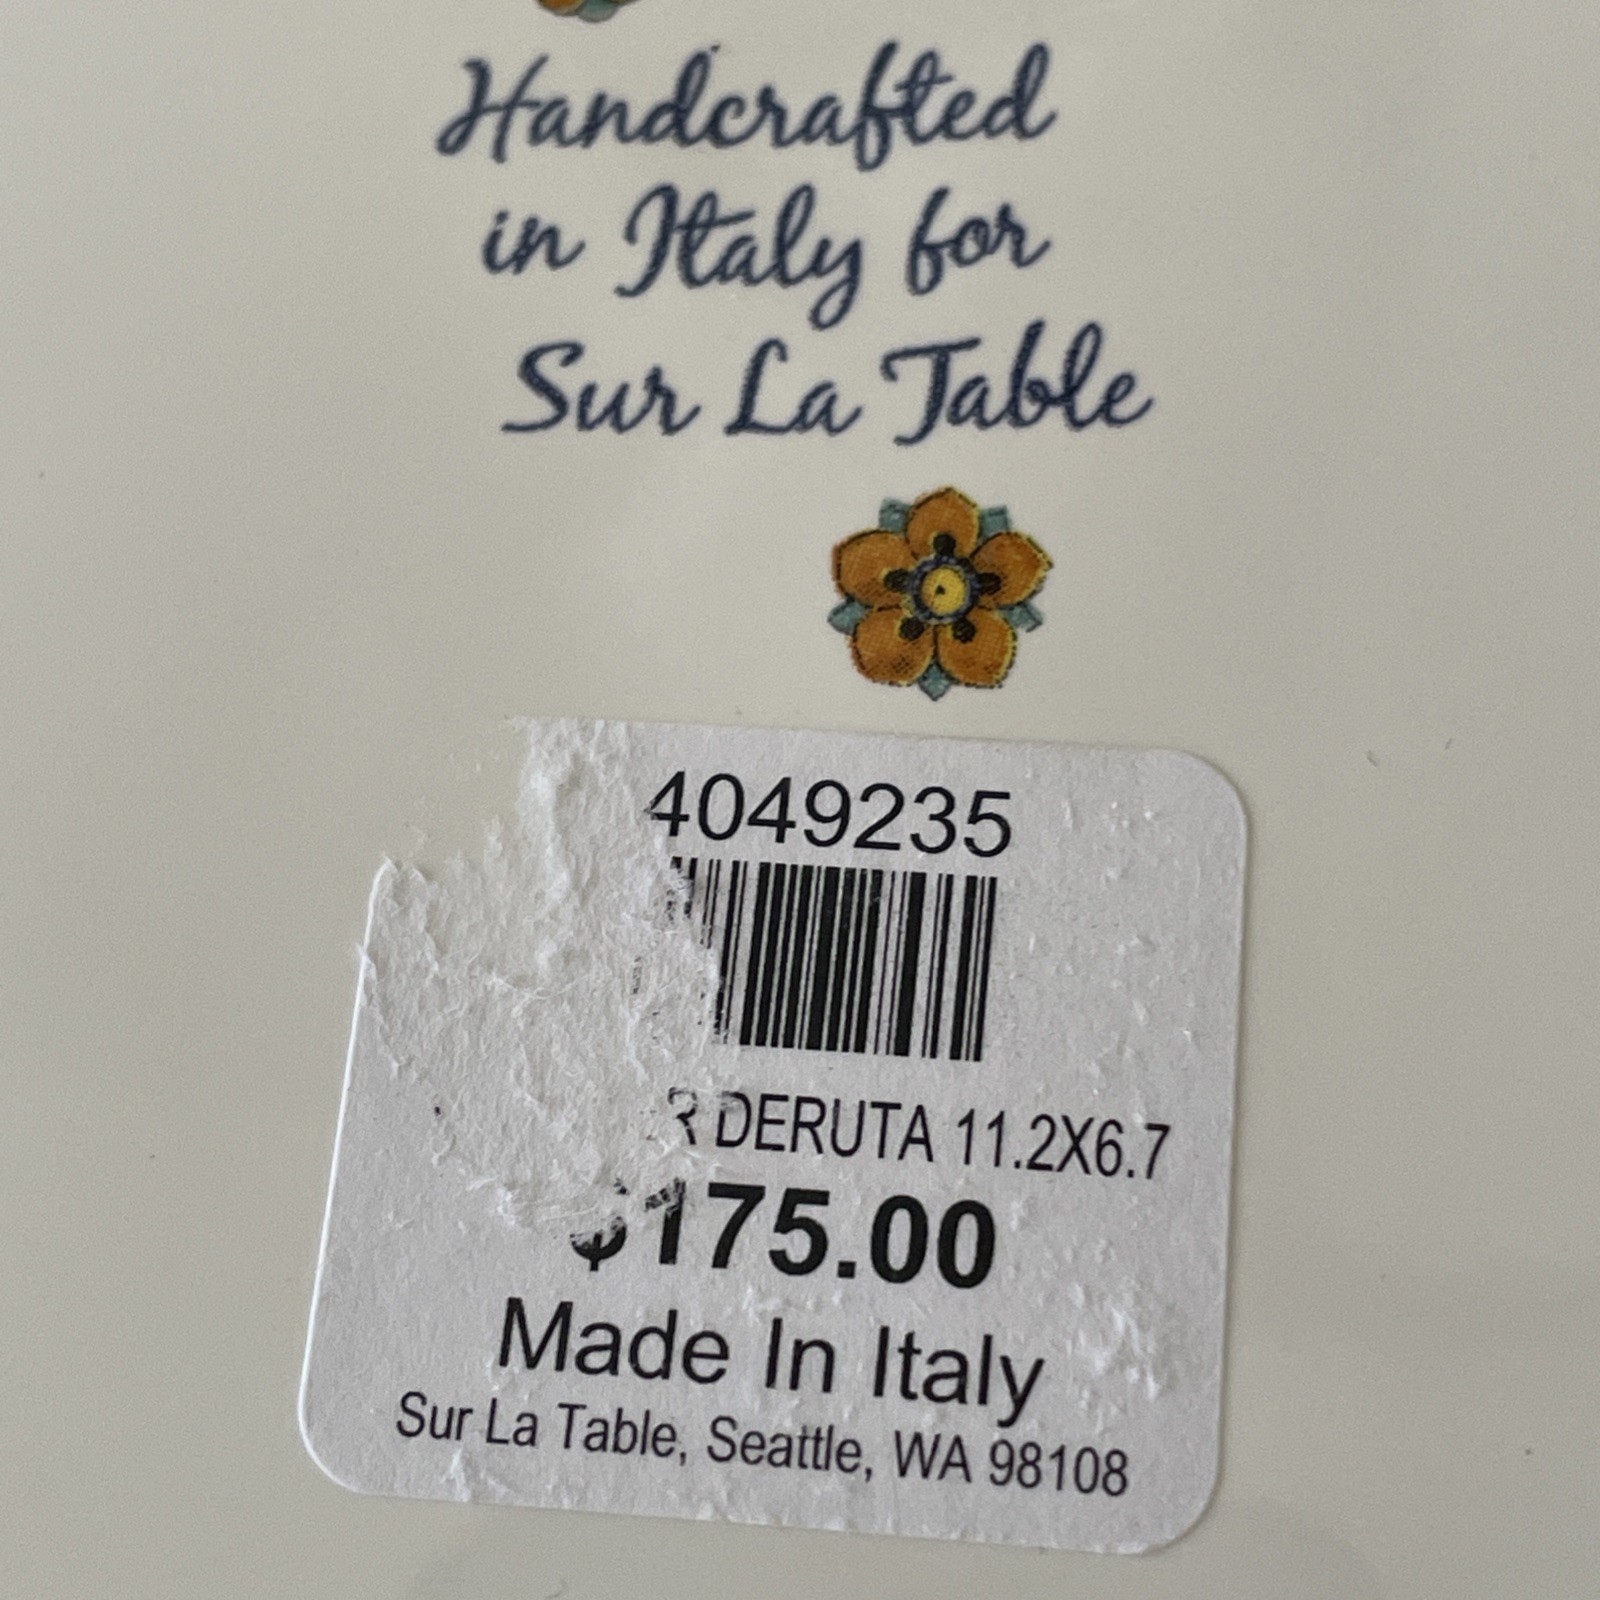 Handcrafted
in Italy for
Sur La Table
4049235
DERUTA 11.2X6.7
$175.00
Made In Italy
Sur La Table, Seattle, WA 98108